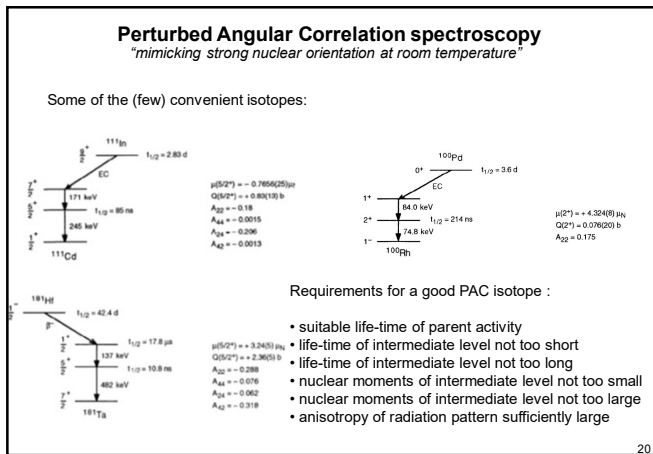 Perturbed Angular Correlation spectroscopy
“mimicking strong nuclear orientation at room temperature”
Some of the (few) convenient isotopes:
9/2+
¹¹¹In
t1/2 = 2.83 d
EC
7/2+
171 keV
5/2+
t1/2 = 85 ns
245 keV
1/2+
¹¹¹Cd
μ(5/2⁺) = − 0.7656(25)μ
Q(5/2⁺) = + 0.83(13) b
A22 = − 0.18
A44 = − 0.0015
A24 = − 0.206
A42 = − 0.0013
¹⁰⁰Pd
0⁺
t1/2 = 3.6 d
EC
1⁺
84.0 keV
2⁺
t1/2 = 214 ns
74.8 keV
1⁻
¹⁰⁰Rh
μ(2⁺) = + 4.324(8) μN
Q(2⁺) = 0.076(20) b
A22 = 0.175
¹⁸¹Hf
1/2⁻
t1/2 = 42.4 d
β⁻
1/2+
t1/2 = 17.8 μs
137 keV
5/2+
t1/2 = 10.8 ns
482 keV
7/2+
¹⁸¹Ta
μ(5/2⁺) = + 3.24(5) μN
Q(5/2⁺) = + 2.36(5) b
A22 = − 0.288
A44 = − 0.076
A24 = − 0.062
A42 = − 0.318
Requirements for a good PAC isotope :
• suitable life-time of parent activity
• life-time of intermediate level not too short
• life-time of intermediate level not too long
• nuclear moments of intermediate level not too small
• nuclear moments of intermediate level not too large
• anisotropy of radiation pattern sufficiently large
20